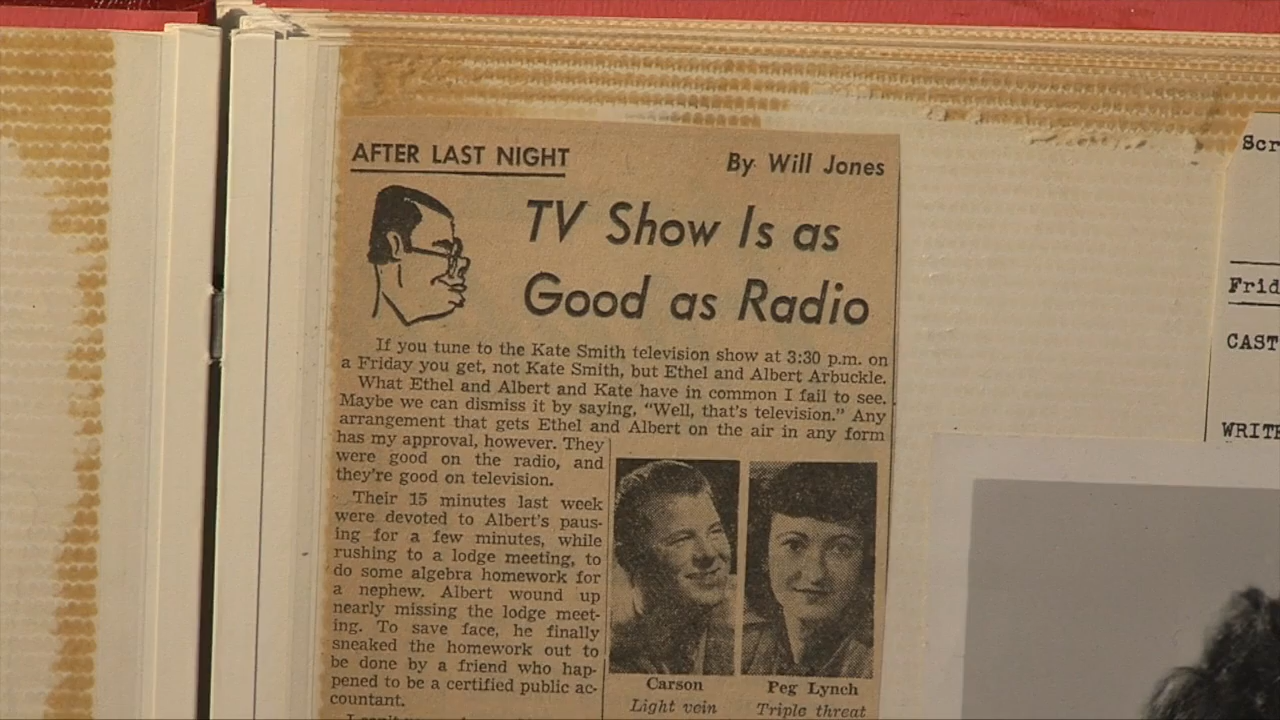 AFTER LAST NIGHT
By Will Jones
TV Show Is as
Good as Radio
If you tune to the Kate Smith television show at 3:30 p.m. on
a Friday you get, not Kate Smith, but Ethel and Albert Arbuckle.
What Ethel and Albert and Kate have in common I fail to see.
Maybe we can dismiss it by saying, “Well, that’s television.” Any
arrangement that gets Ethel and Albert on the air in any form
has my approval, however. They
were good on the radio, and
they’re good on television.
Their 15 minutes last week
were devoted to Albert’s paus-
ing for a few minutes, while
rushing to a lodge meeting, to
do some algebra homework for
a nephew. Albert wound up
nearly missing the lodge meet-
ing. To save face, he finally
sneaked the homework out to
be done by a friend who hap-
pened to be a certified public ac-
countant.
Carson
Light vein
Peg Lynch
Triple threat
Scr
Frid
CAST
WRITE